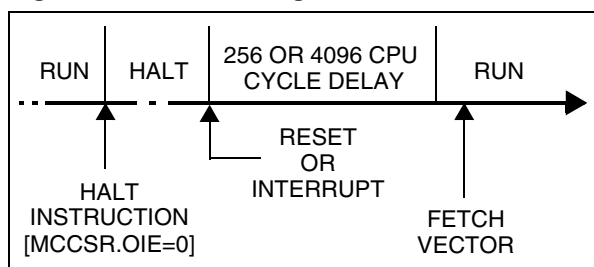 RUN
HALT
256 OR 4096 CPU
CYCLE DELAY
RUN
RESET
OR
INTERRUPT
HALT
INSTRUCTION
[MCCSR.OIE=0]
FETCH
VECTOR